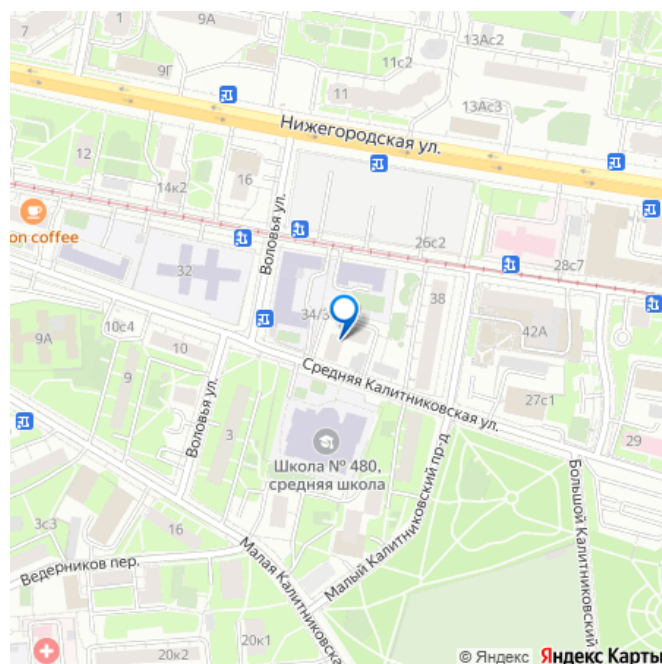 7
9А
9Г
11с2
13Ас2
11
13Ас3
Нижегородская ул.
12
14к2
16
on coffee
Воловья ул.
26с2
28с7
32
34/3
38
42А
10с4
9А
10
9
Средняя Калитниковская ул.
27с1
29
Воловья ул.
3
Школа № 480,
средняя школа
3с3
16
Ведерников пер.
Малый Калитниковский пр-д
Большой Калитниковский
Малая Калитниковска
20к2
20к1
© Яндекс Яндекс Карты